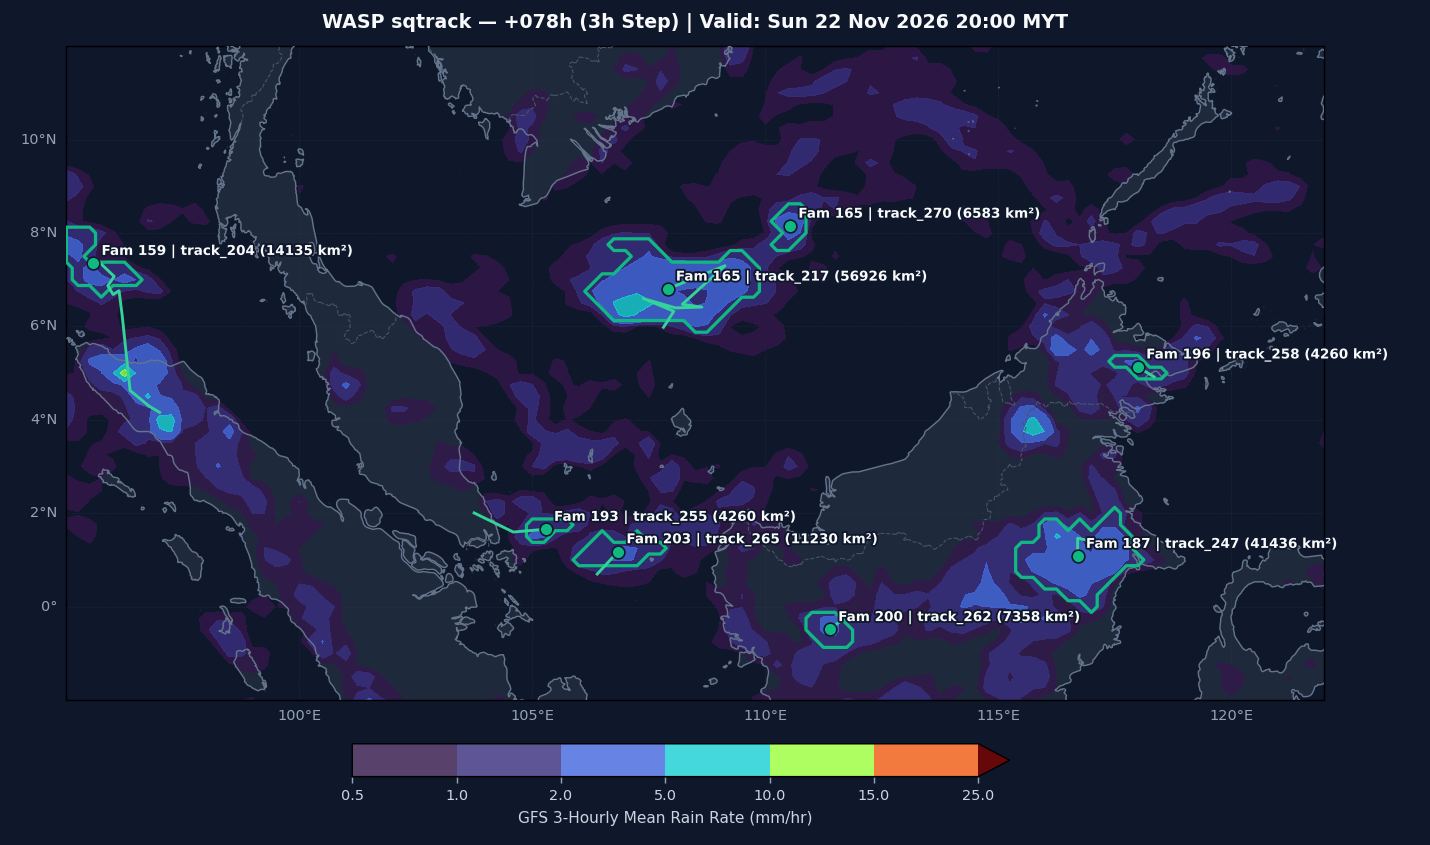 WASP sqtrack — +078h (3h Step) | Valid: Sun 22 Nov 2026 20:00 MYT
10°N
8°N
6°N
4°N
2°N
0°
Fam 165 | track_270 (6583 km²)
Fam 159 | track_204 (14135 km²)
Fam 165 | track_217 (56926 km²)
Fam 196 | track_258 (4260 km²)
Fam 193 | track_255 (4260 km²)
Fam 203 | track_265 (11230 km²)
Fam 187 | track_247 (41436 km²)
Fam 200 | track_262 (7358 km²)
100°E 105°E 110°E 115°E 120°E
0.5 1.0 2.0 5.0 10.0 15.0 25.0
GFS 3-Hourly Mean Rain Rate (mm/hr)